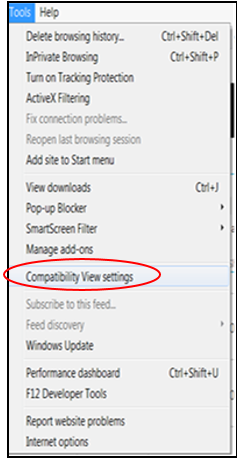 Tools Help
Delete browsing history... Ctrl+Shift+Del
InPrivate Browsing Ctrl+Shift+P
Turn on Tracking Protection
ActiveX Filtering
Fix connection problems...
Reopen last browsing session
Add site to Start menu
View downloads Ctrl+J
Pop-up Blocker
SmartScreen Filter
Manage add-ons
Compatibility View settings
Subscribe to this feed...
Feed discovery
Windows Update
Performance dashboard Ctrl+Shift+U
F12 Developer Tools
Report website problems
Internet options